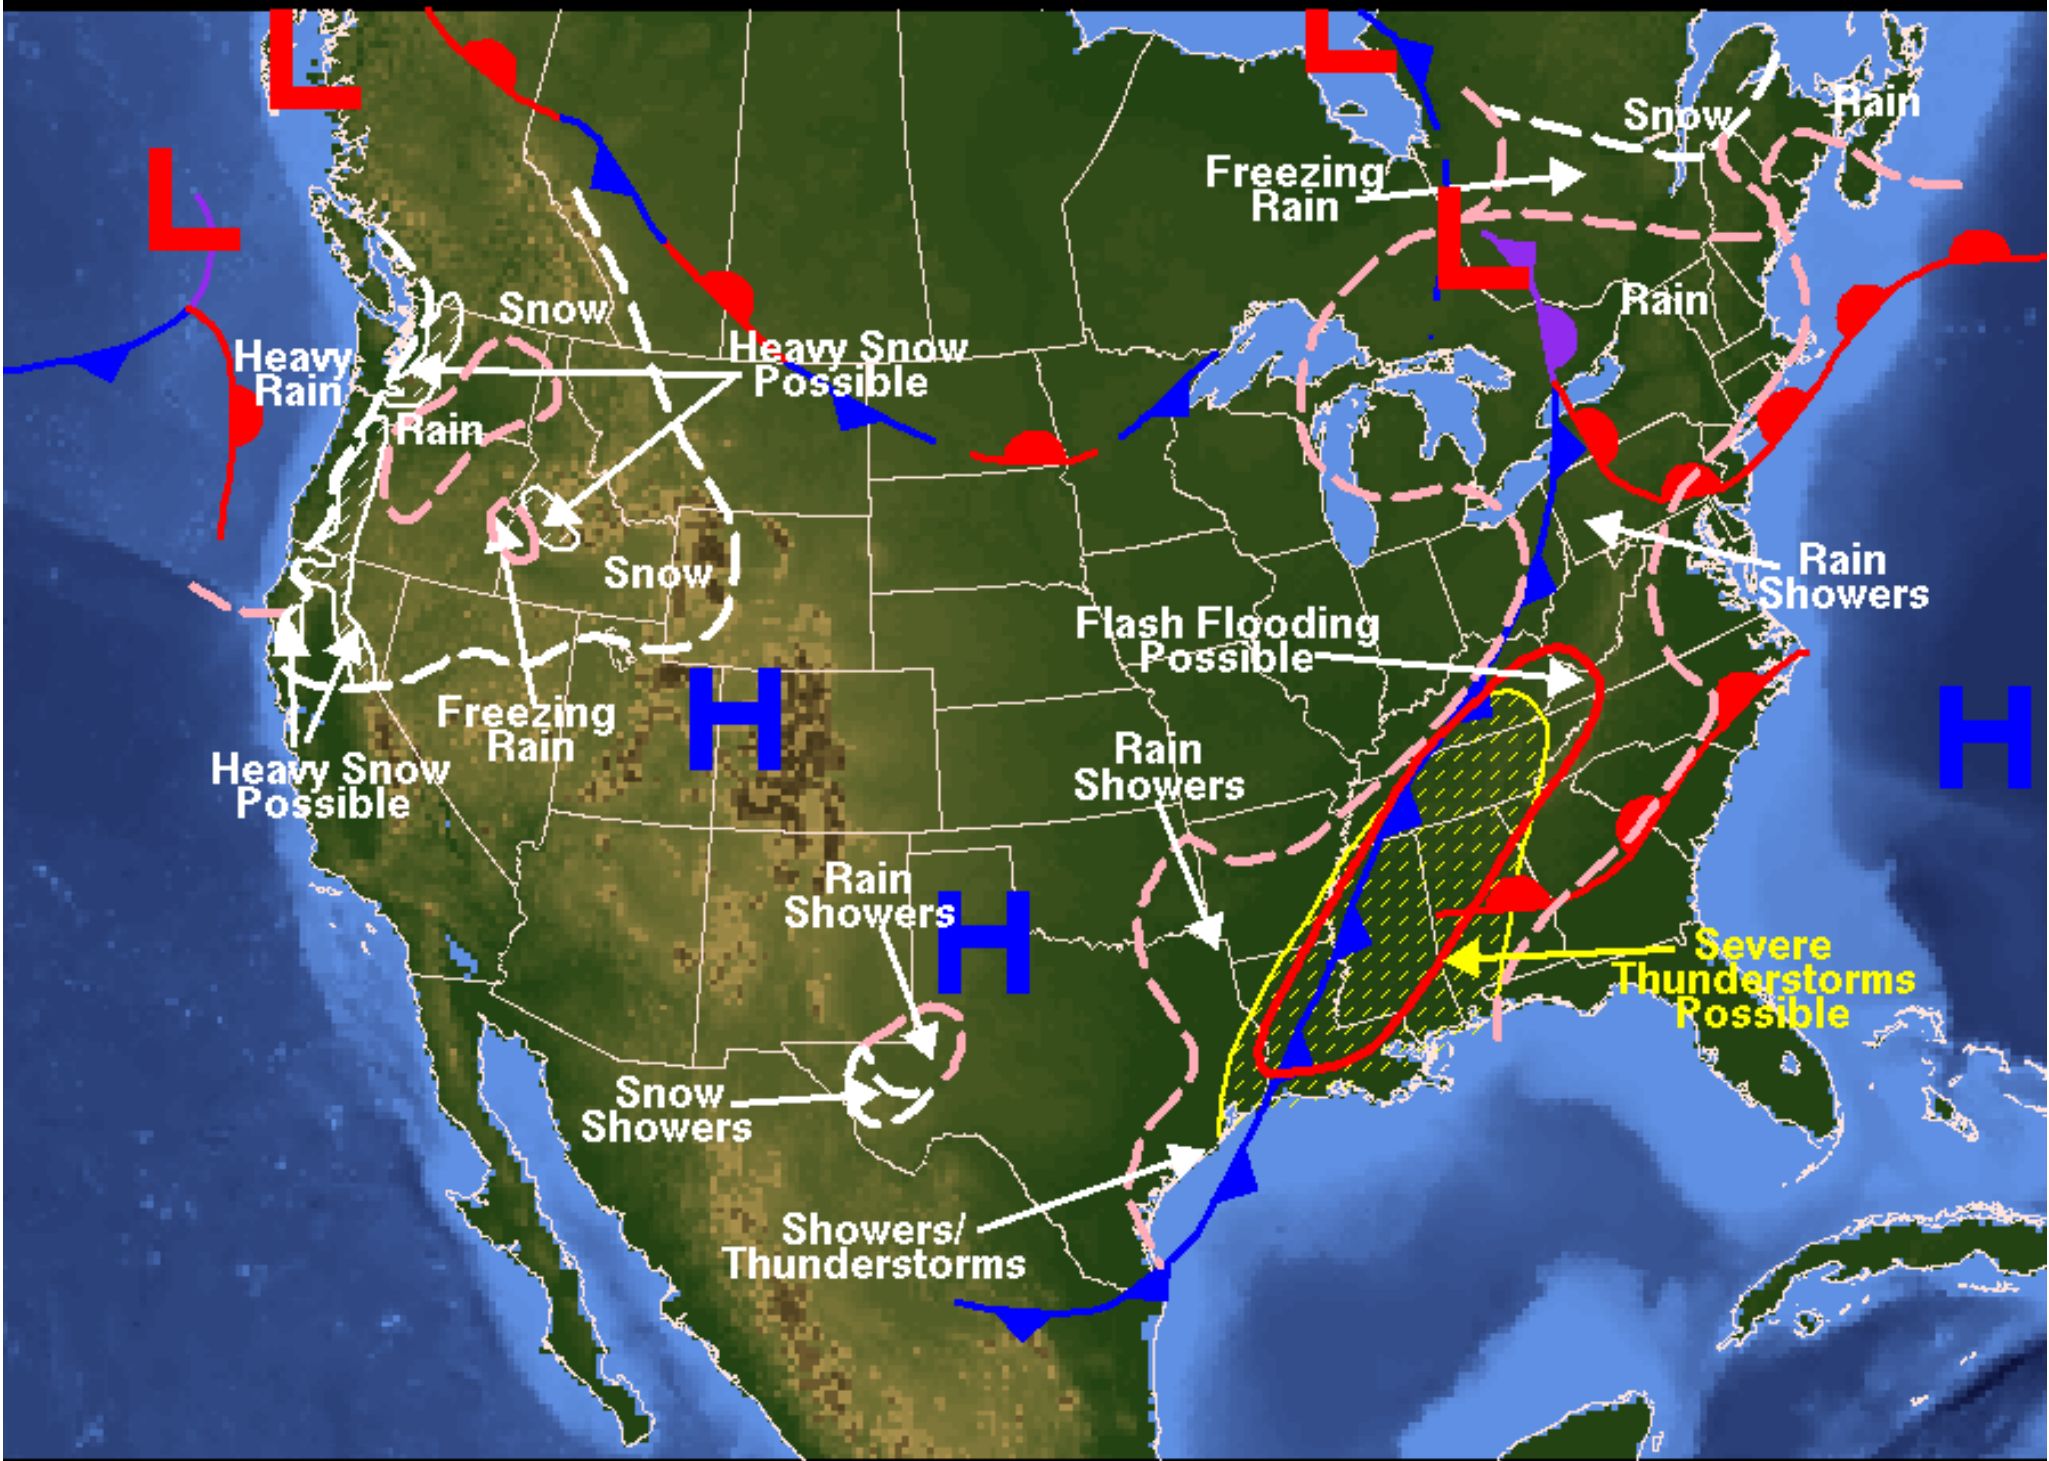 L
L
Snow
Rain
Freezing
Rain
L
L
Rain
Snow
Heavy
Rain
Heavy Snow
Possible
Rain
Snow
Rain
Showers
Flash Flooding
Possible
H
H
Freezing
Rain
Heavy Snow
Possible
Rain
Showers
Rain
Showers
H
Severe
Thunderstorms
Possible
Snow
Showers
Showers/
Thunderstorms